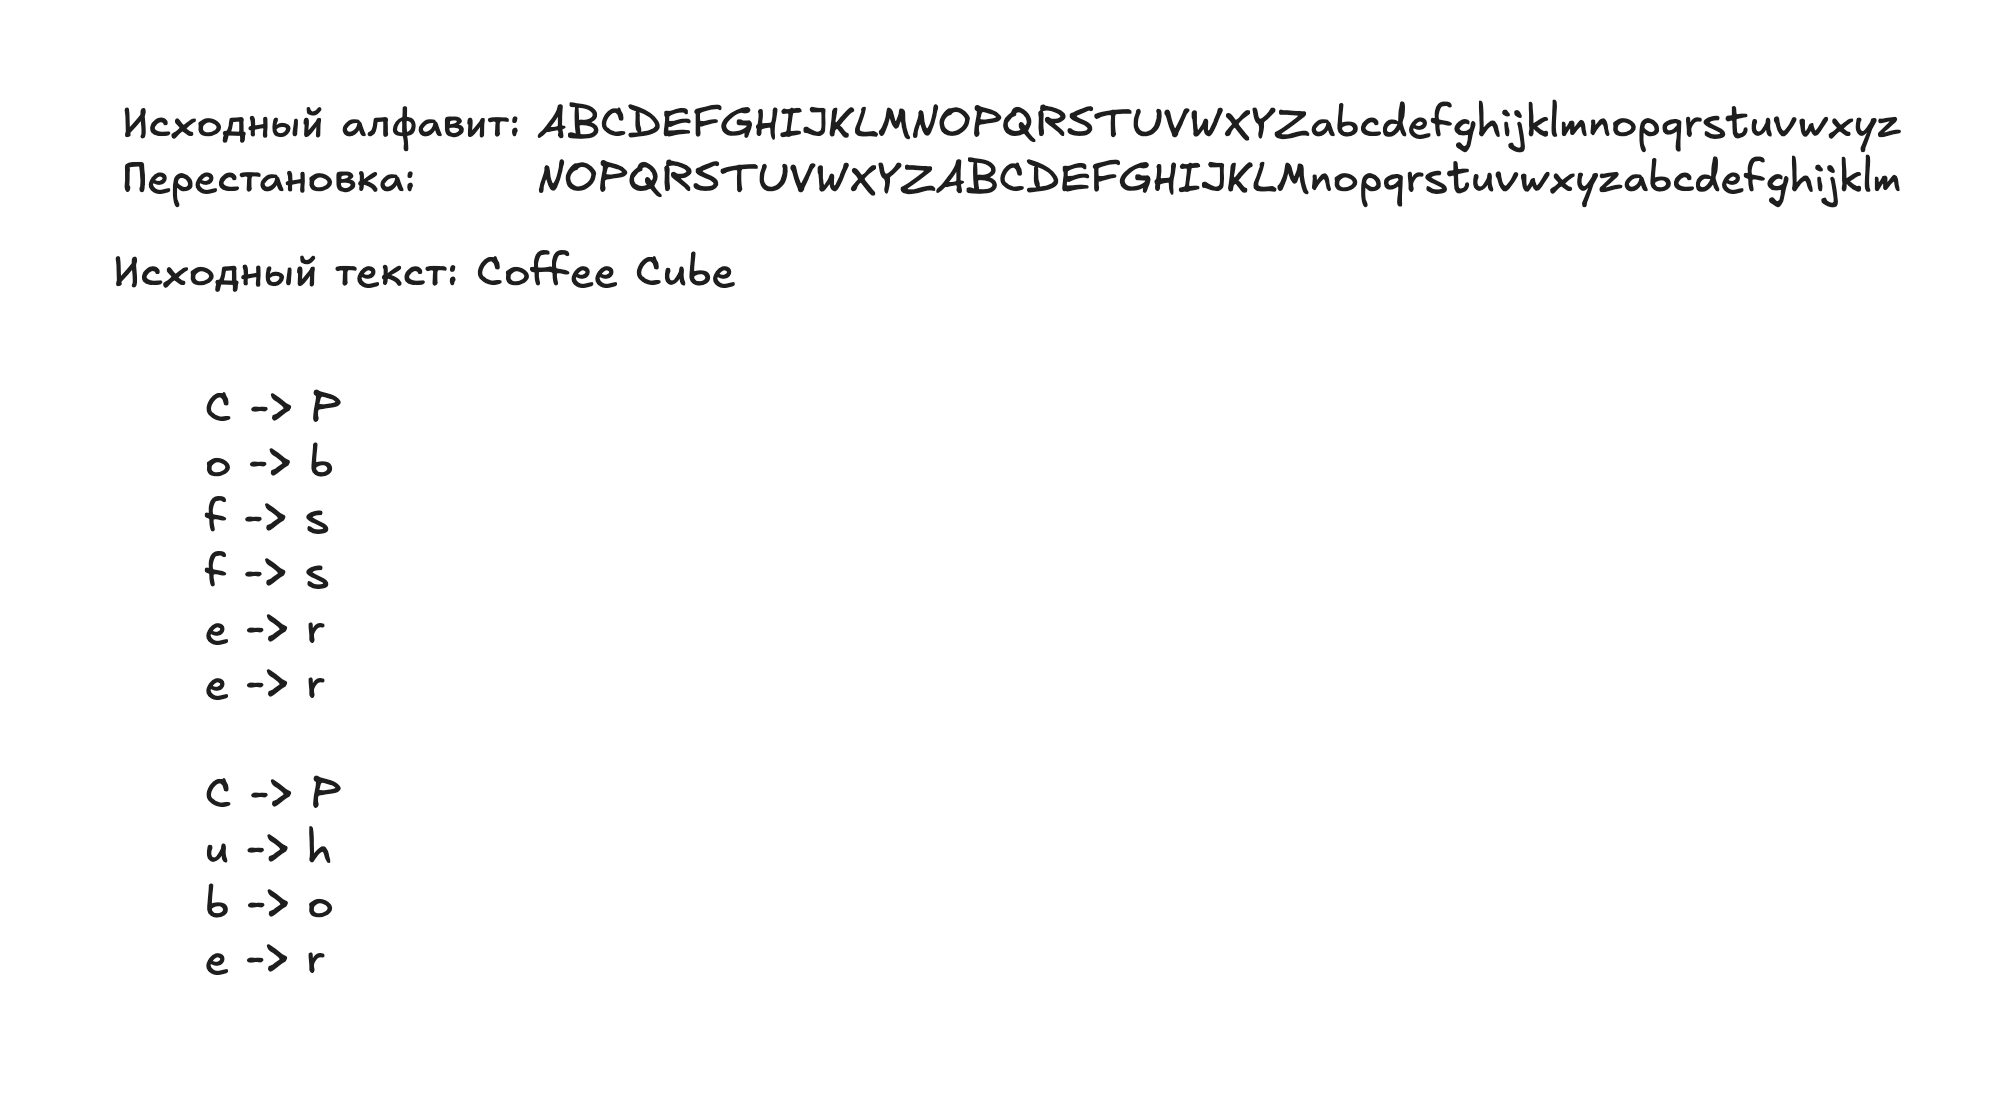 Исходный алфавит: ABCDEFGHIJKLMNOPQRSTUVWXYZabcdefghijklmnopqrstuvwxyz
Перестановка: NOPQRSTUVWXYZABCDEFGHIJKLMnopqrstuvwxyzabcdefghijklm
Исходный текст: Coffee Cube
C -> P
o -> b
f -> s
f -> s
e -> r
e -> r
C -> P
u -> h
b -> o
e -> r